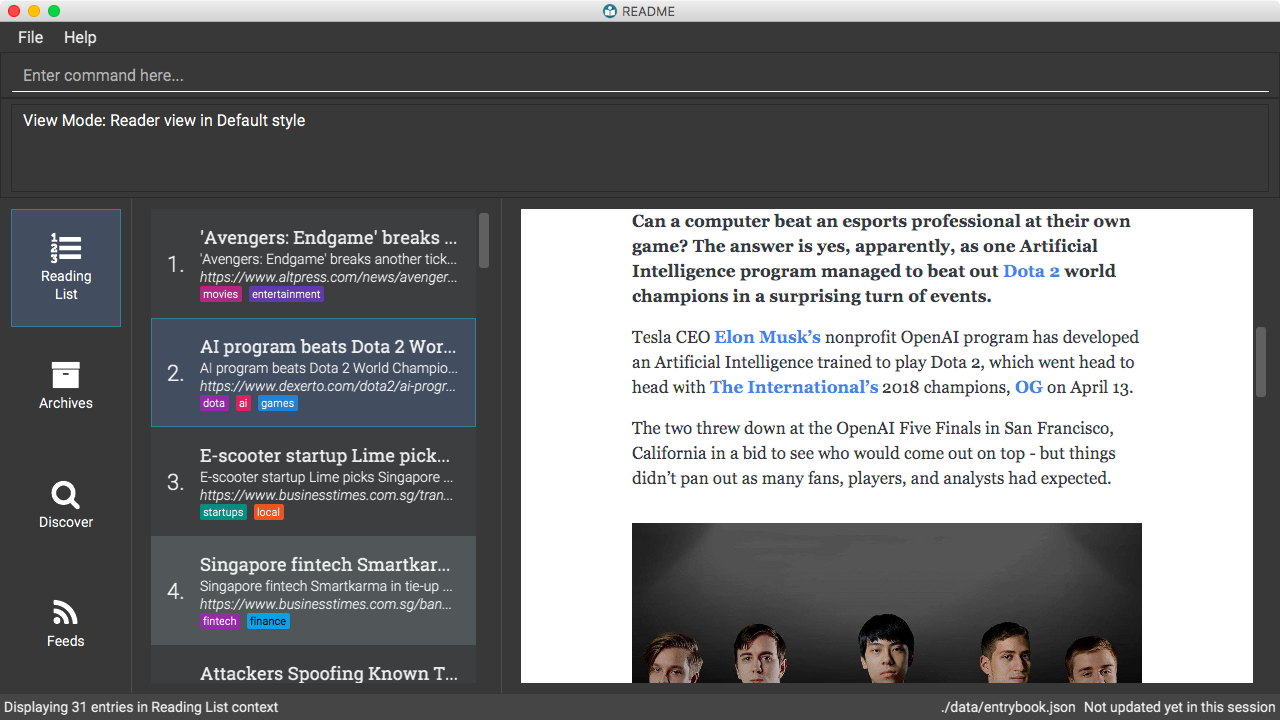 README
File Help
Enter command here...
View Mode: Reader view in Default style
Reading
List
Archives
Discover
Feeds
1.
'Avengers: Endgame' breaks ...
'Avengers: Endgame' breaks another tick...
https://www.altpress.com/news/avenger...
movies entertainment
2.
AI program beats Dota 2 Wor...
AI program beats Dota 2 World Champio...
https://www.dexerto.com/dota2/ai-progr...
dota ai games
3.
E-scooter startup Lime pick...
E-scooter startup Lime picks Singapore ...
https://www.businesstimes.com.sg/tran...
startups local
4.
Singapore fintech Smartkar...
Singapore fintech Smartkarma in tie-up ...
https://www.businesstimes.com.sg/ban...
fintech finance
Attackers Spoofing Known T...
Can a computer beat an esports professional at their own
game? The answer is yes, apparently, as one Artificial
Intelligence program managed to beat out Dota 2 world
champions in a surprising turn of events.
Tesla CEO Elon Musk’s nonprofit OpenAI program has developed
an Artificial Intelligence trained to play Dota 2, which went head to
head with The International’s 2018 champions, OG on April 13.
The two threw down at the OpenAI Five Finals in San Francisco,
California in a bid to see who would come out on top - but things
didn’t pan out as many fans, players, and analysts had expected.
Displaying 31 entries in Reading List context
./data/entrybook.json Not updated yet in this session